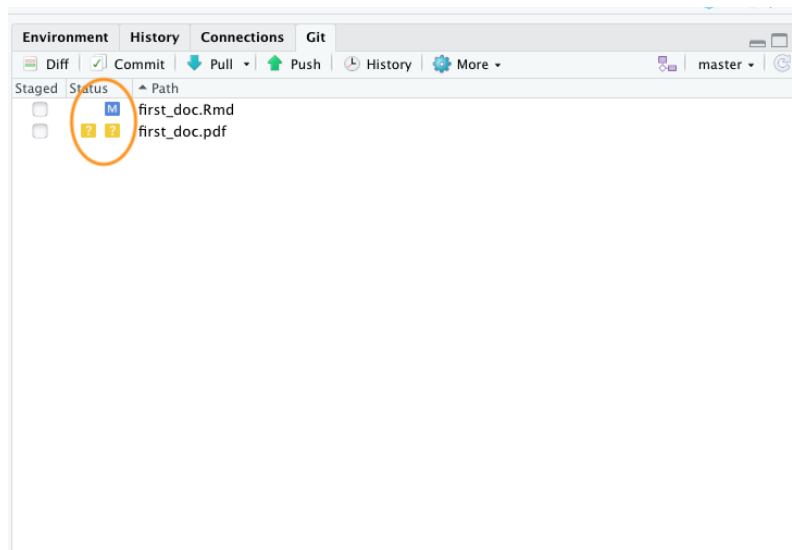 Environment History Connections Git
Diff Commit Pull Push History More master
Staged Status Path
M first_doc.Rmd
? ? first_doc.pdf